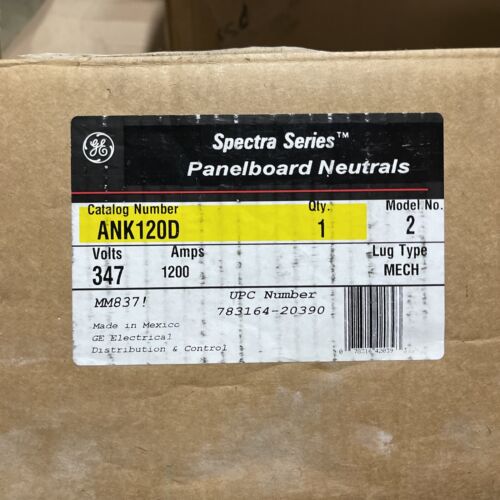 GE
Spectra Series™
Panelboard Neutrals
Catalog Number Qty. Model No.
ANK120D 1 2
Volts Amps Lug Type
347 1200 MECH
MM837!
UPC Number
783164-20390
Made in Mexico
GE Electrical
Distribution & Control